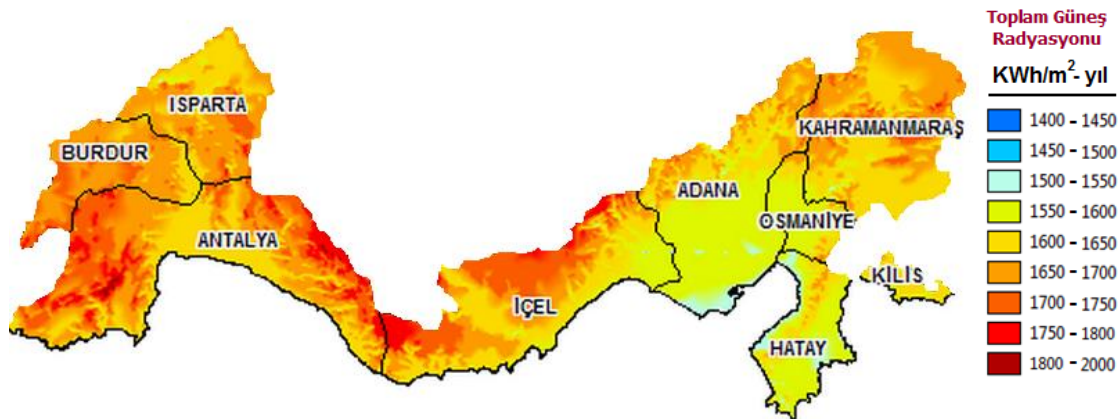 Toplam Güneş
Radyasyonu
KWh/m²- yıl
1400 - 1450
1450 - 1500
1500 - 1550
1550 - 1600
1600 - 1650
1650 - 1700
1700 - 1750
1750 - 1800
1800 - 2000
ISPARTA
BURDUR
ANTALYA
İÇEL
ADANA
KAHRAMANMARAŞ
OSMANİYE
KİLIS
HATAY